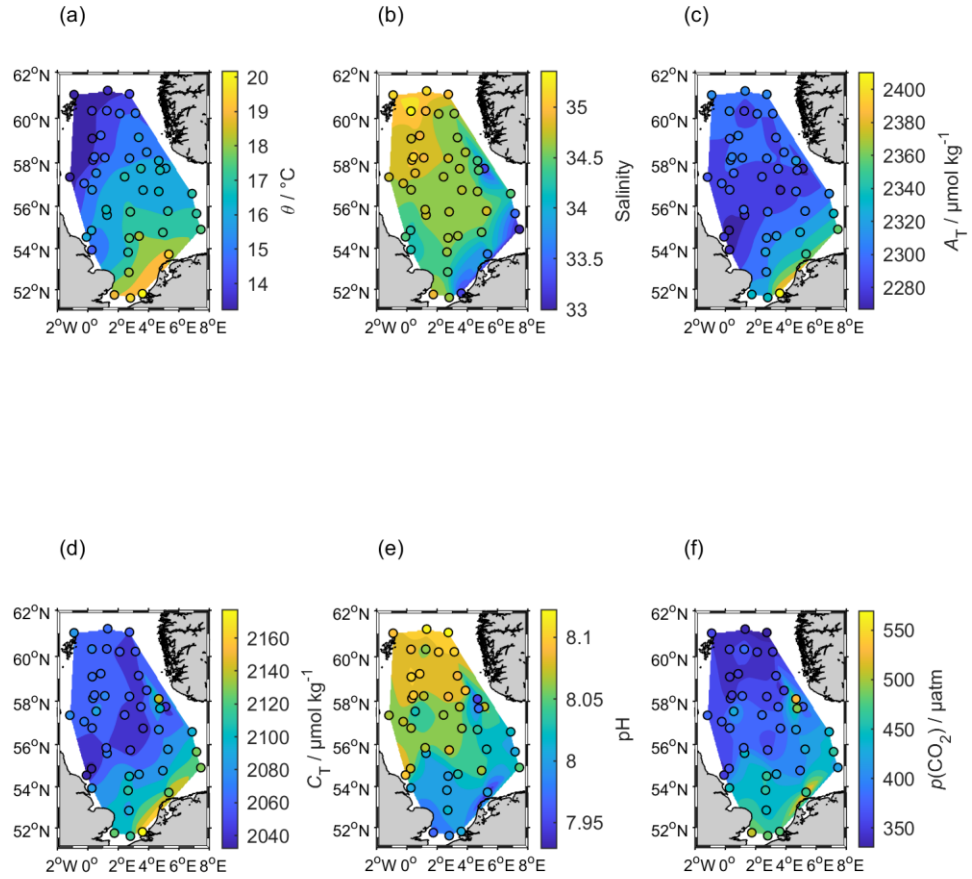 (a)
(b)
(c)
62°N
60°N
58°N
56°N
54°N
52°N
2°W 0° 2°E 4°E 6°E 8°E
20
19
18
17
16
15
14
θ / °C
62°N
60°N
58°N
56°N
54°N
52°N
2°W 0° 2°E 4°E 6°E 8°E
35
34.5
34
33.5
33
Salinity
62°N
60°N
58°N
56°N
54°N
52°N
2°W 0° 2°E 4°E 6°E 8°E
2400
2380
2360
2340
2320
2300
2280
A_T / µmol kg⁻¹
(d)
(e)
(f)
62°N
60°N
58°N
56°N
54°N
52°N
2°W 0° 2°E 4°E 6°E 8°E
2160
2140
2120
2100
2080
2060
2040
C_T / µmol kg⁻¹
62°N
60°N
58°N
56°N
54°N
52°N
2°W 0° 2°E 4°E 6°E 8°E
8.1
8.05
8
7.95
pH
62°N
60°N
58°N
56°N
54°N
52°N
2°W 0° 2°E 4°E 6°E 8°E
550
500
450
400
350
p(CO₂) / µatm